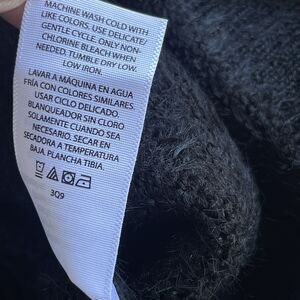 MACHINE WASH COLD WITH
LIKE COLORS. USE DELICATE/
GENTLE CYCLE. ONLY NON-
CHLORINE BLEACH WHEN
NEEDED. TUMBLE DRY LOW.
LOW IRON.
LAVAR A MÁQUINA EN AGUA
FRÍA CON COLORES SIMILARES.
USAR CICLO DELICADO.
BLANQUEADOR SIN CLORO
SOLAMENTE CUANDO SEA
NECESARIO. SECAR EN
SECADORA A TEMPERATURA
BAJA. PLANCHA TIBIA.
3Q9